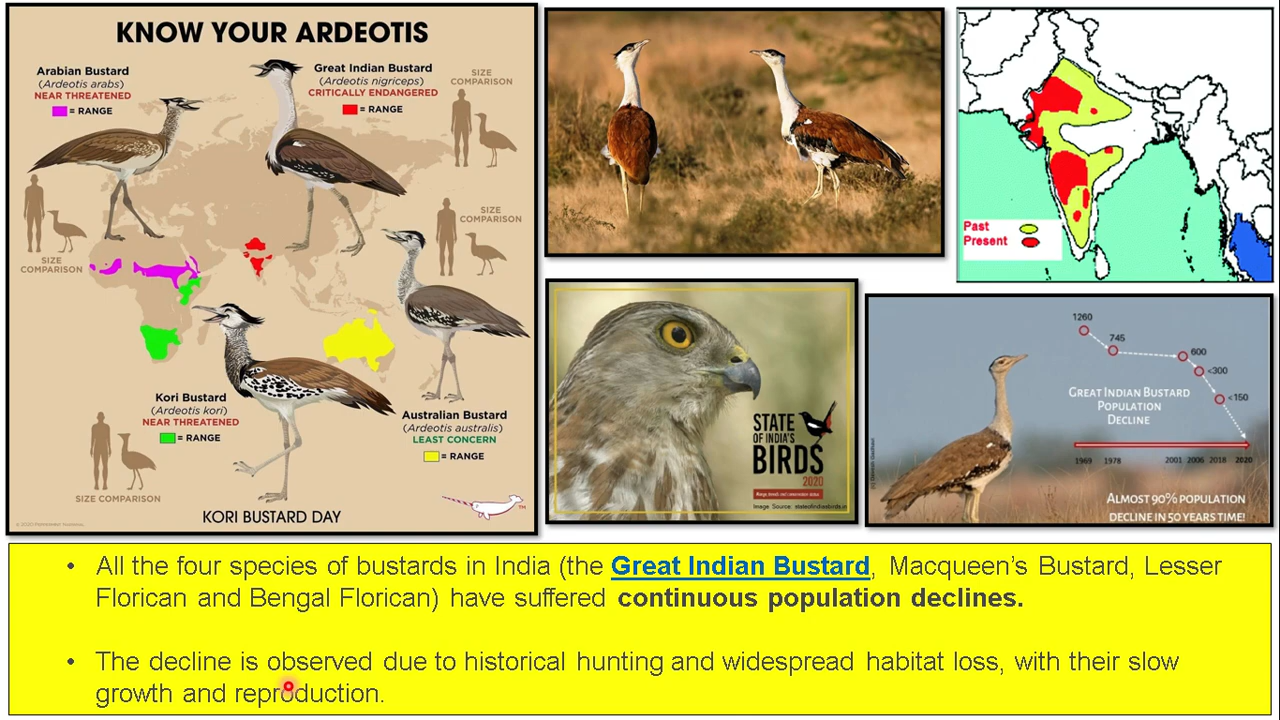 KNOW YOUR ARDEOTIS
Arabian Bustard
(Ardeotis arabs)
NEAR THREATENED
= RANGE
Great Indian Bustard
(Ardeotis nigriceps)
CRITICALLY ENDANGERED
= RANGE
SIZE
COMPARISON
SIZE
COMPARISON
SIZE
COMPARISON
Kori Bustard
(Ardeotis kori)
NEAR THREATENED
= RANGE
Australian Bustard
(Ardeotis australis)
LEAST CONCERN
= RANGE
SIZE COMPARISON
KORI BUSTARD DAY
TM
Past
Present
STATE
OF INDIA'S
BIRDS
2020
Image Source: stateofindiasbirds.in
1260
745
600
<300
<150
GREAT INDIAN BUSTARD
POPULATION
DECLINE
1969 1978 2001 2006 2018 2020
ALMOST 90% POPULATION
DECLINE IN 50 YEARS TIME!
• All the four species of bustards in India (the Great Indian Bustard, Macqueen's Bustard, Lesser
Florican and Bengal Florican) have suffered continuous population declines.
• The decline is observed due to historical hunting and widespread habitat loss, with their slow
growth and reproduction.